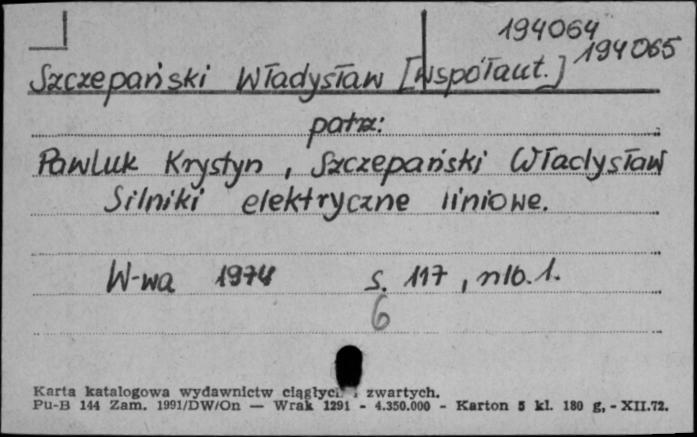 194064
194065
Szczepański Władysław [współaut.]
patrz:
Pawluk Krystyn, Szczepański Władysław
Silniki elektryczne liniowe.
W-wa 1974 s. 117, nlb. 1.
6
Karta katalogowa wydawnictw ciągłych i zwartych.
Pu-B 144 Zam. 1991/DW/On — Wrak 1291 - 4.350.000 - Karton 5 kl. 180 g, - XII.72.